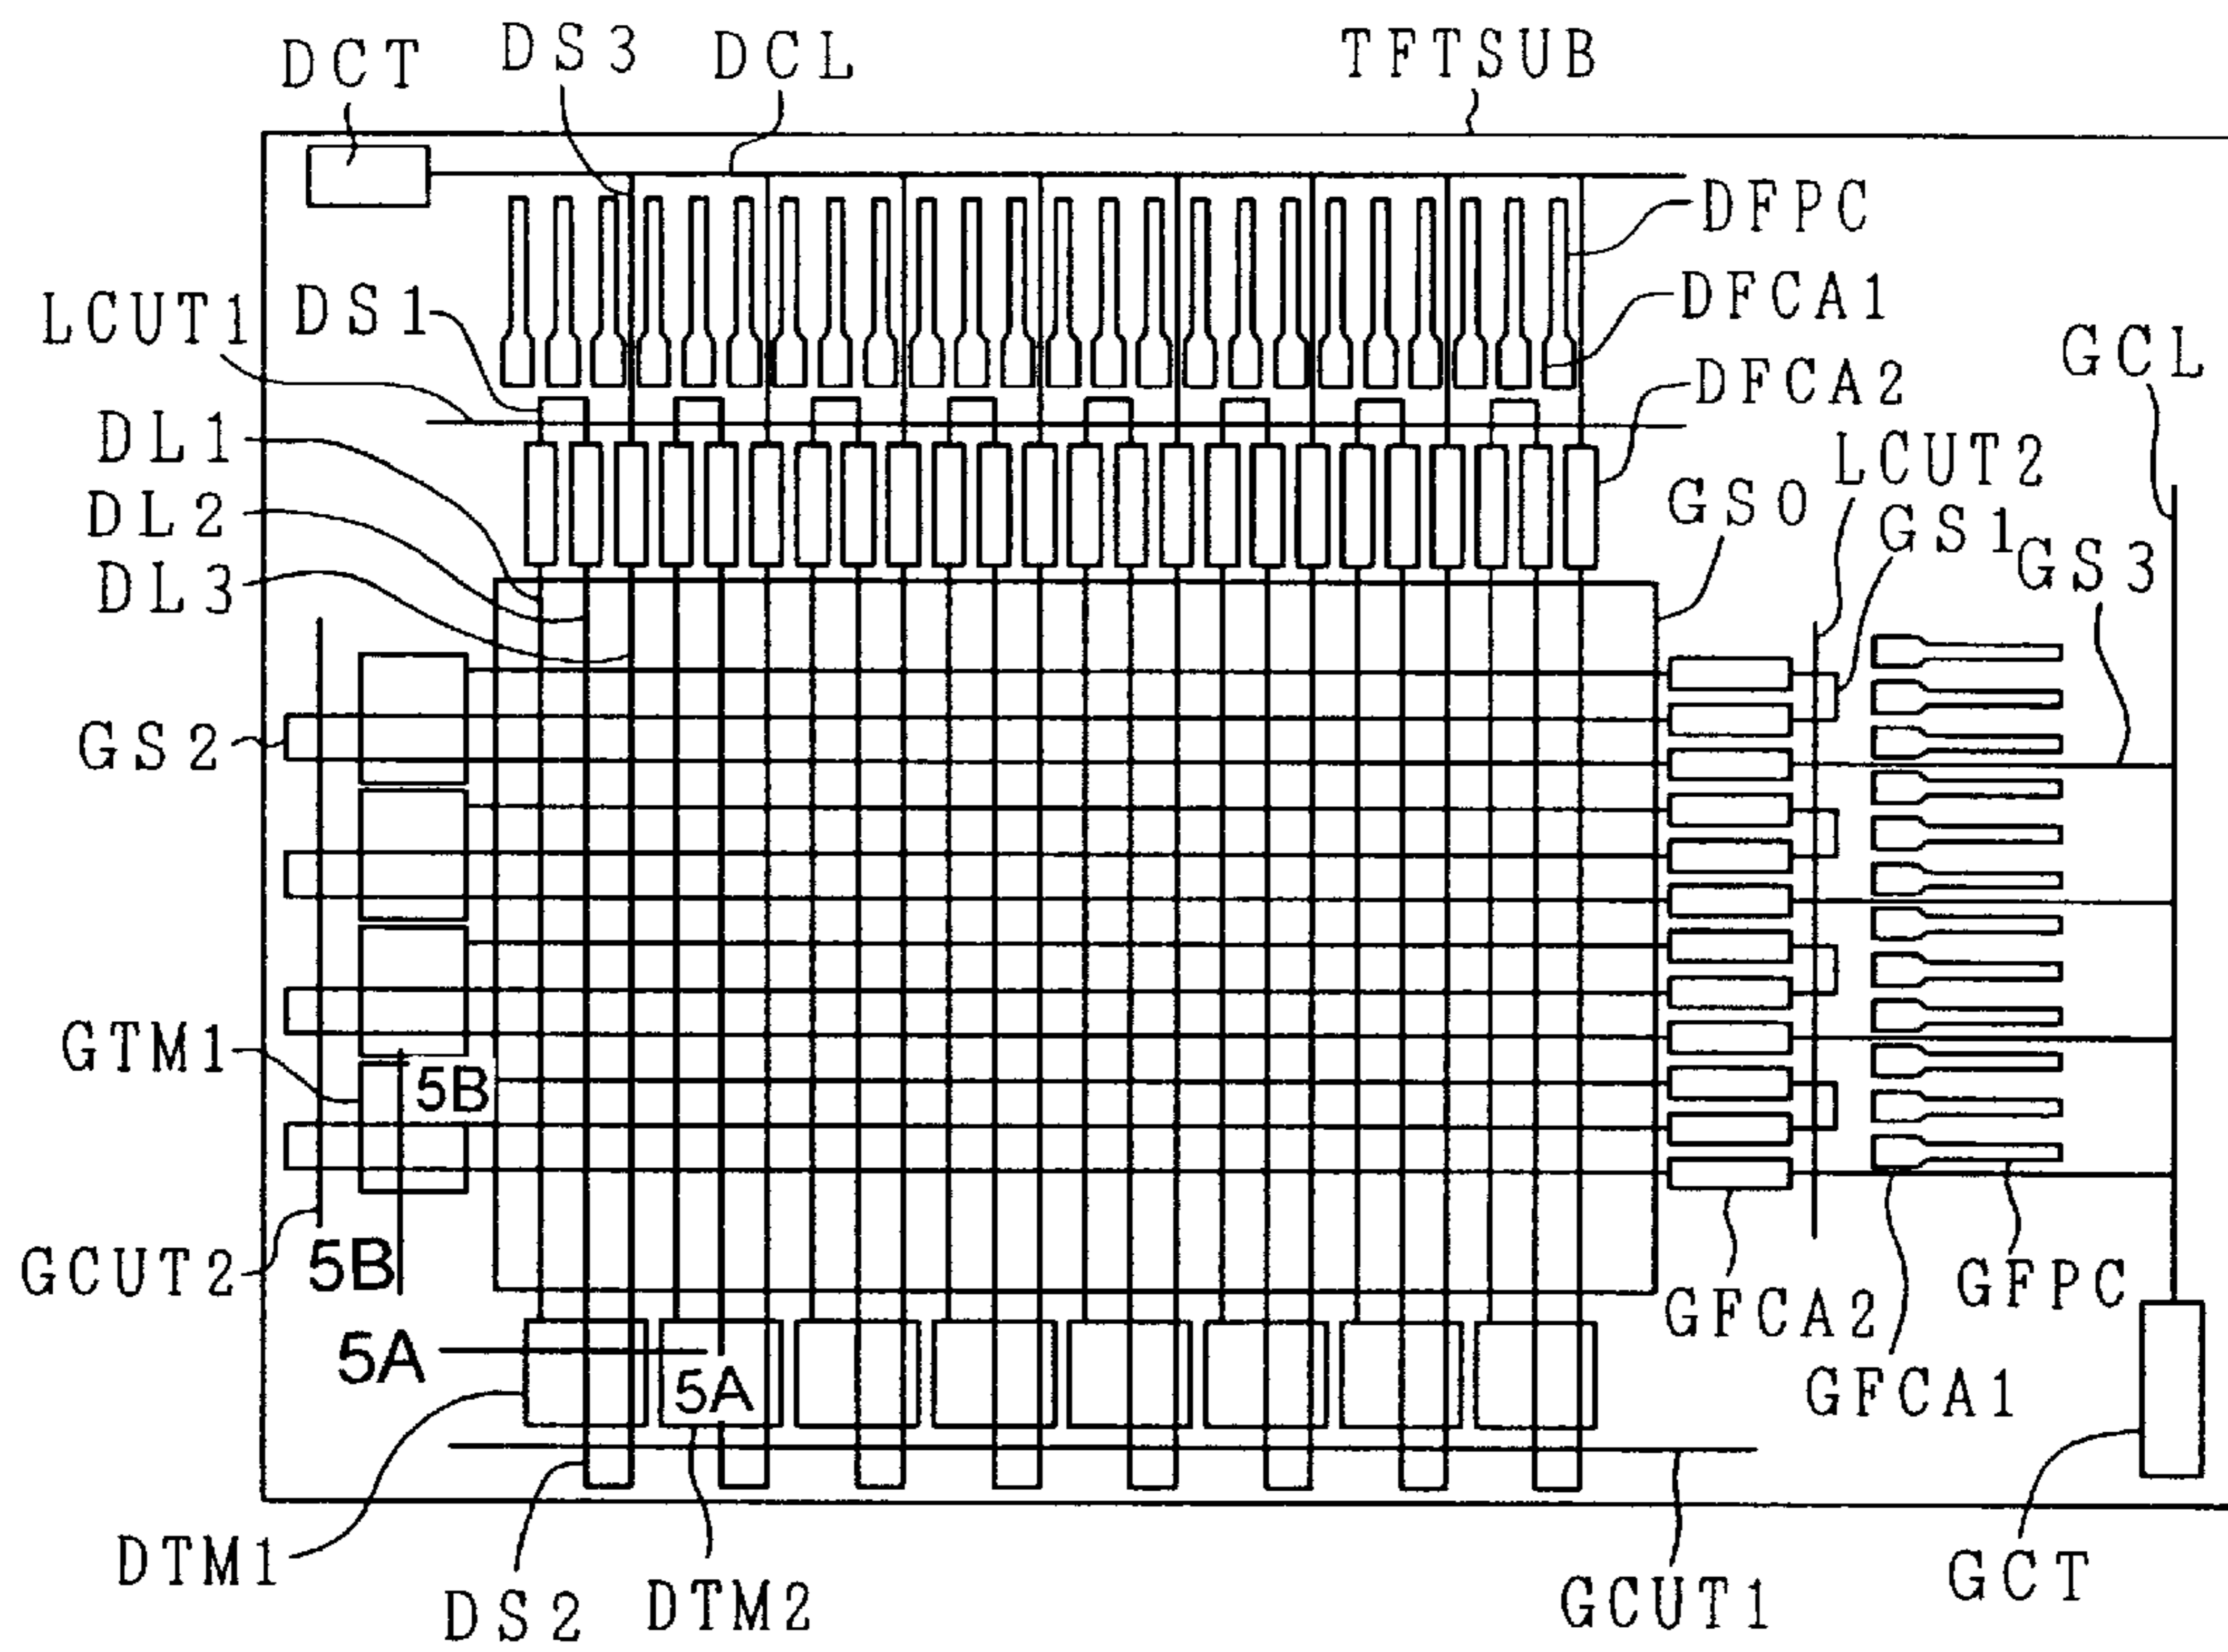 DCT
DS3
DCL
TFTSUB
DFPC
LCUT1
DS1
DFCA1
GCL
DFCA2
DL1
LCUT2
DL2
GS0
GS1
GS3
DL3
GS2
GTM1
5B
GCUT2
5B
GFPC
GFCA2
5A
5A
GFCA1
DTM1
DS2
DTM2
GCUT1
GCT